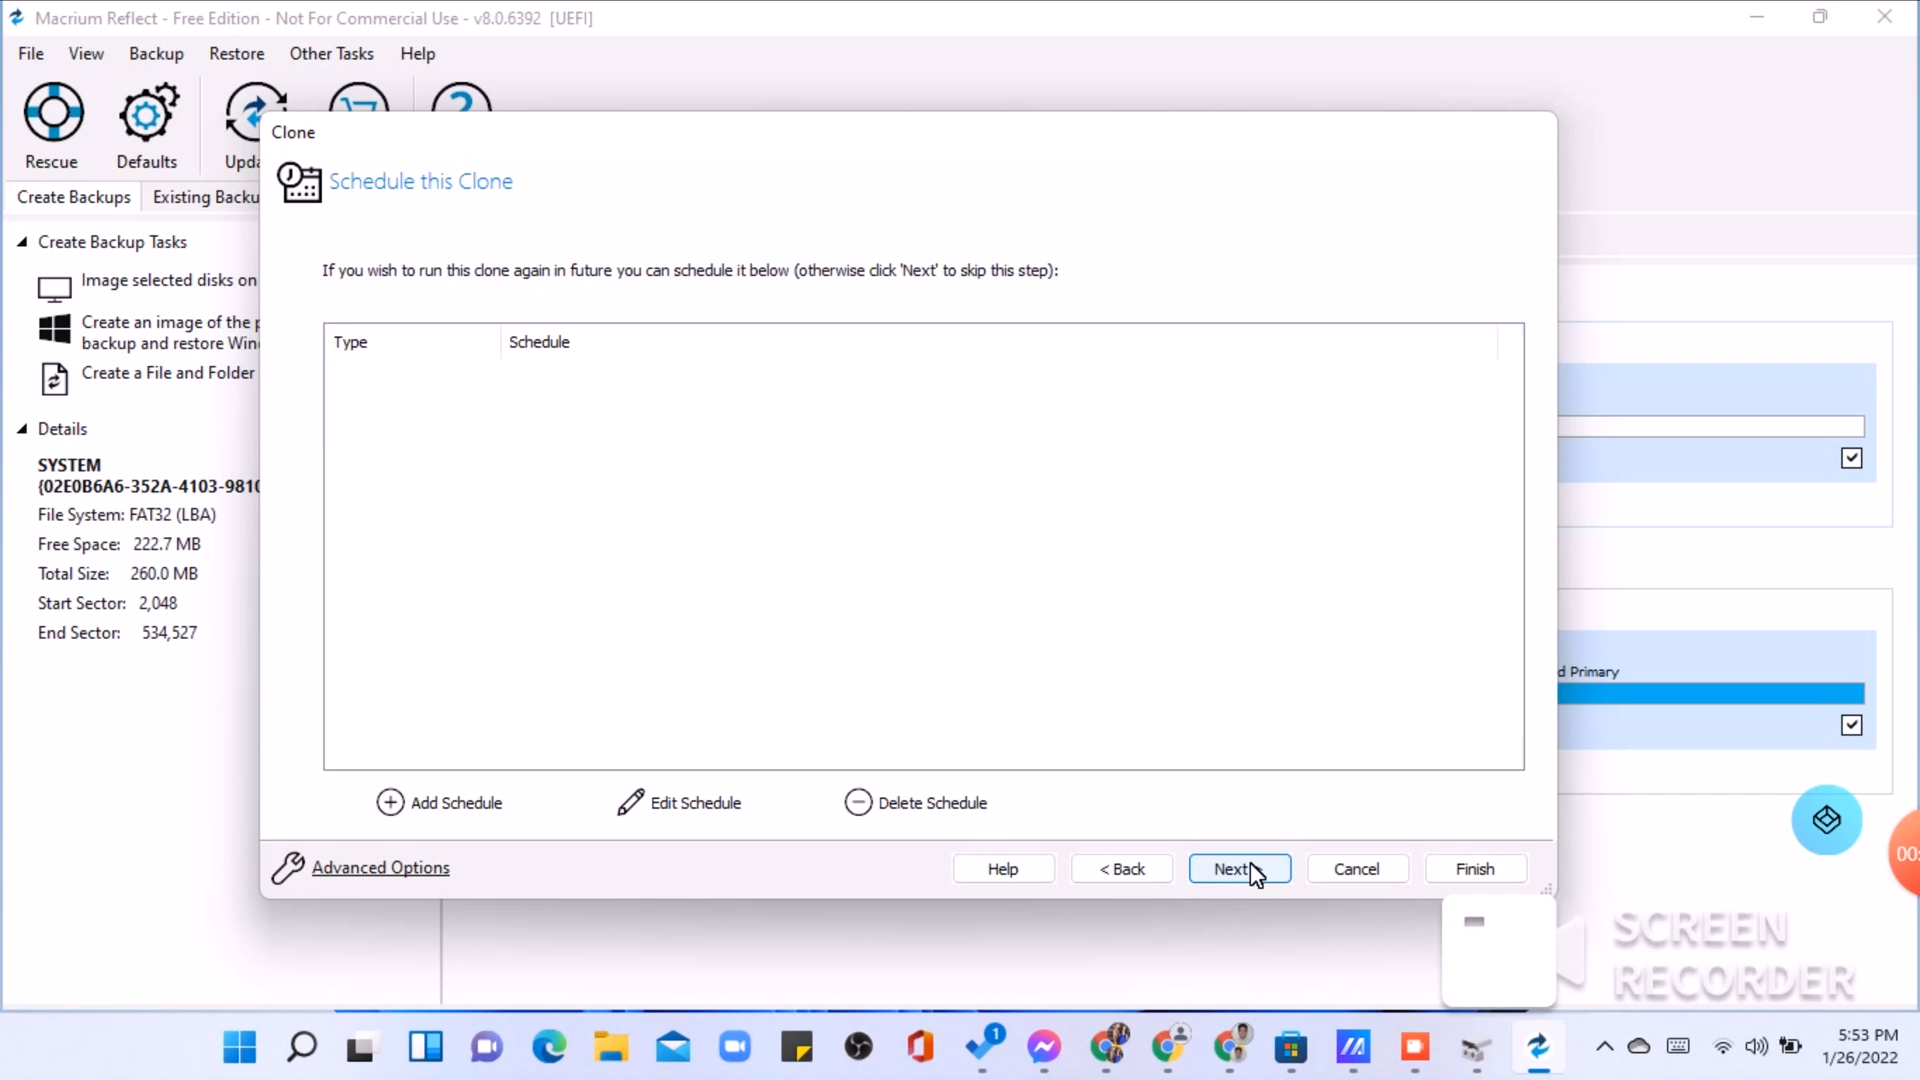 Macrium Reflect - Free Edition - Not For Commercial Use - v8.0.6392 [UEFI]
File View Backup Restore Other Tasks Help
Rescue Defaults Upda
Create Backups Existing Backu
Create Backup Tasks
Image selected disks on
Create an image of the p
backup and restore Win
Create a File and Folder
Details
SYSTEM
{02E0B6A6-352A-4103-9810
File System: FAT32 (LBA)
Free Space: 222.7 MB
Total Size: 260.0 MB
Start Sector: 2,048
End Sector: 534,527
Clone
Schedule this Clone
If you wish to run this clone again in future you can schedule it below (otherwise click 'Next' to skip this step):
Type Schedule
Add Schedule Edit Schedule Delete Schedule
Advanced Options Help < Back Next Cancel Finish
d Primary
00:
SCREEN
RECORDER
1
5:53 PM
1/26/2022